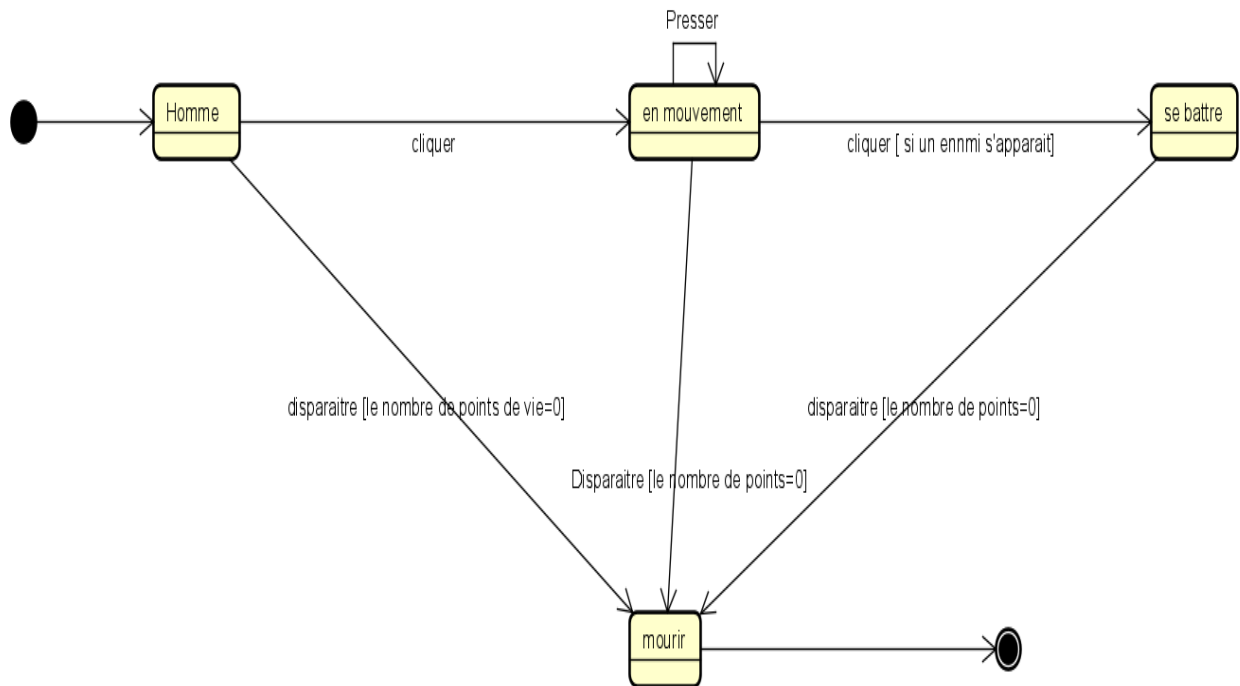 Presser
Homme
en mouvement
se battre
cliquer
cliquer [ si un ennmi s'apparait]
disparaitre [le nombre de points de vie=0]
disparaitre [le nombre de points=0]
Disparaitre [le nombre de points=0]
mourir